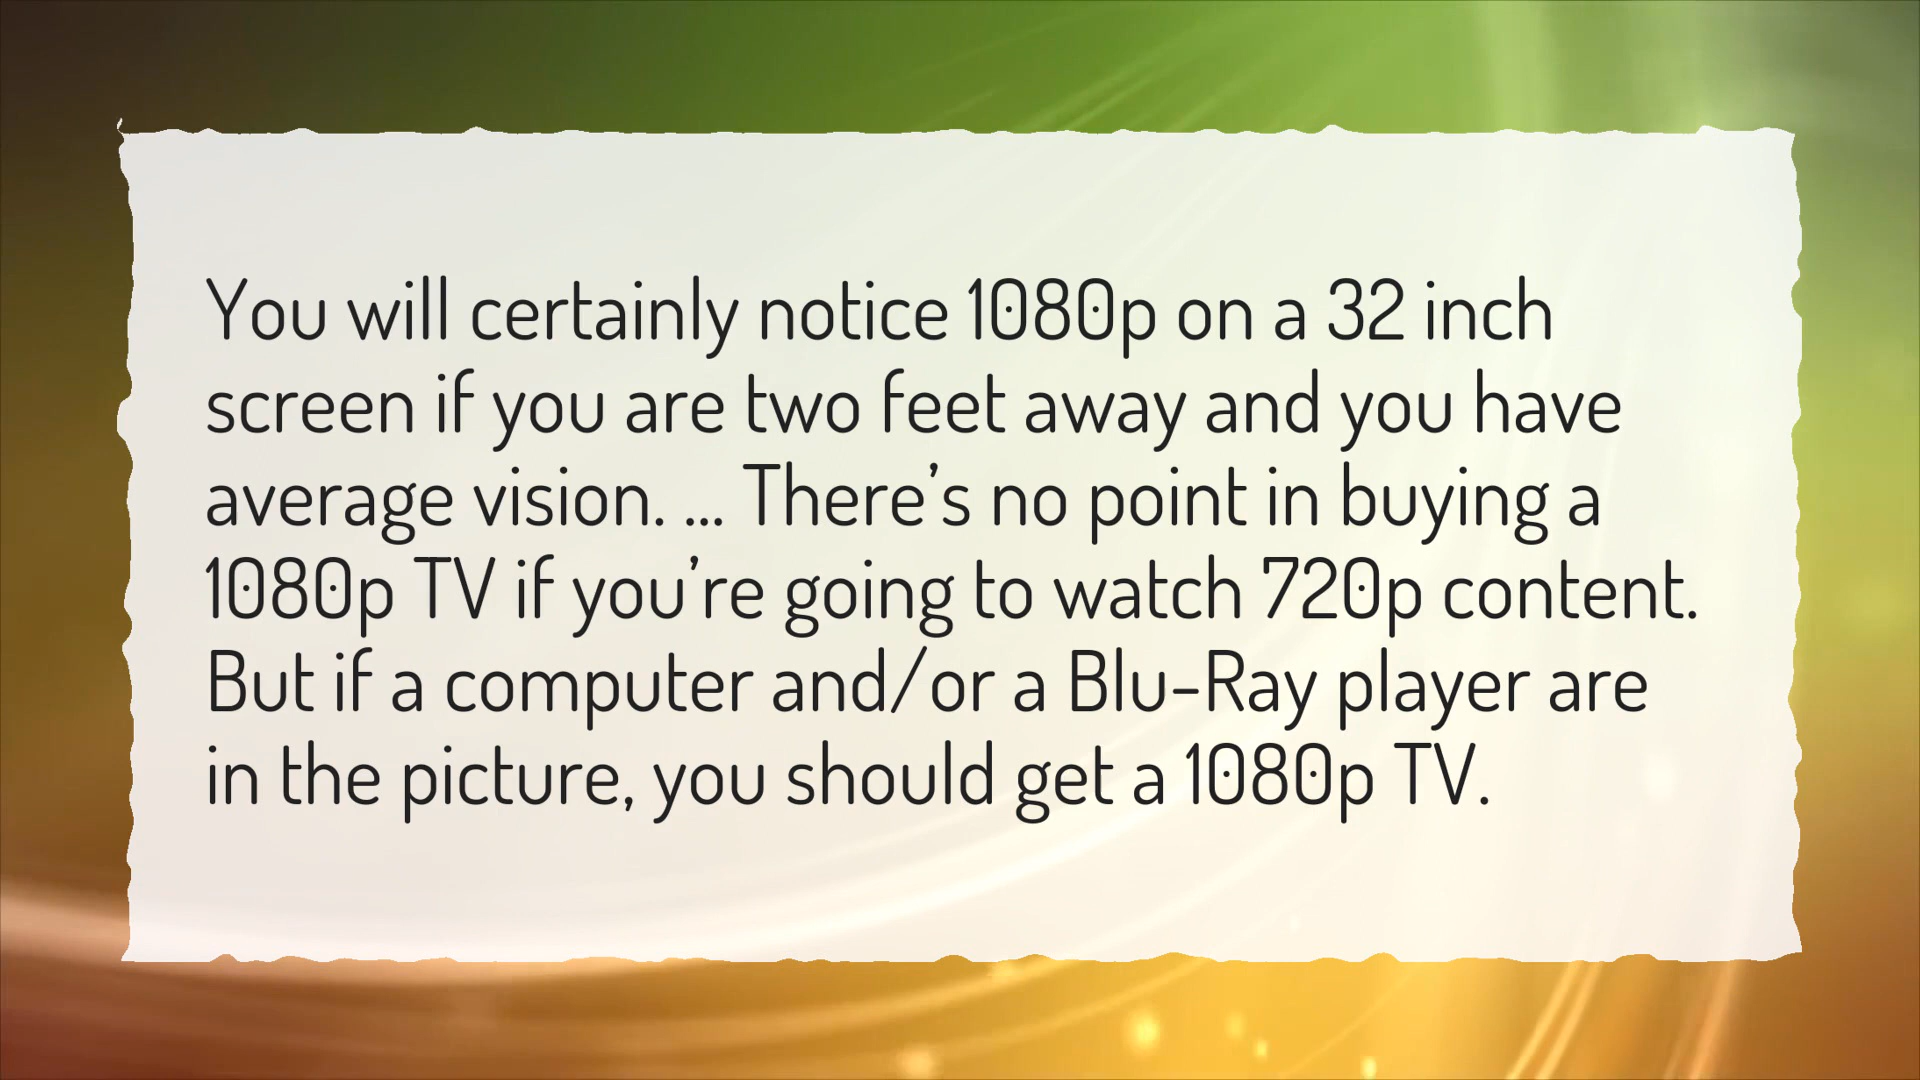 You will certainly notice 1080p on a 32 inch
screen if you are two feet away and you have
average vision. ... There’s no point in buying a
1080p TV if you’re going to watch 720p content.
But if a computer and/or a Blu-Ray player are
in the picture, you should get a 1080p TV.